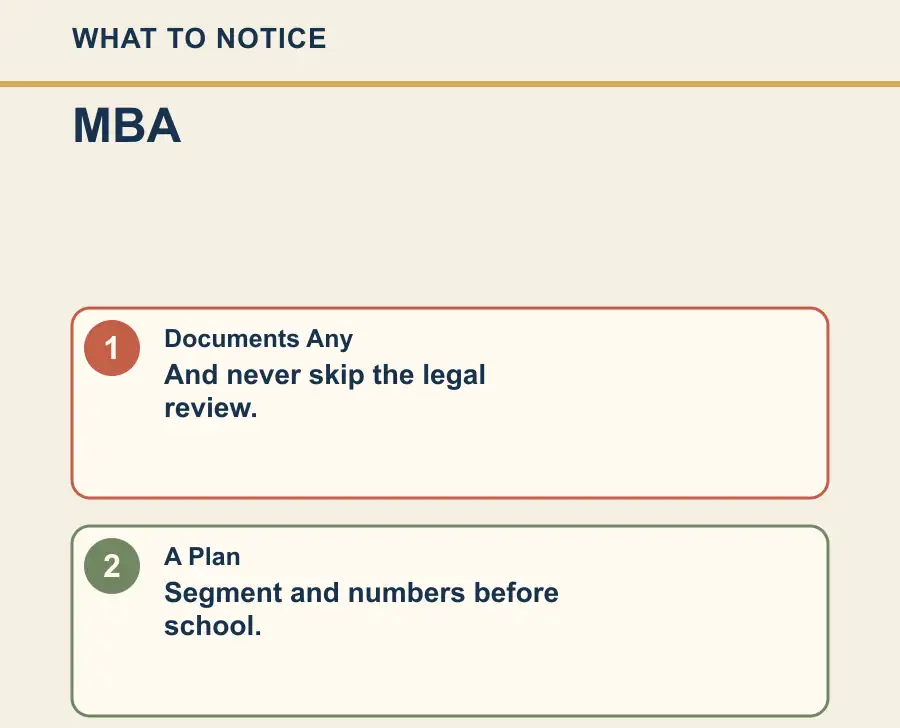 WHAT TO NOTICE
MBA
1
Documents Any
And never skip the legal
review.
2
A Plan
Segment and numbers before
school.